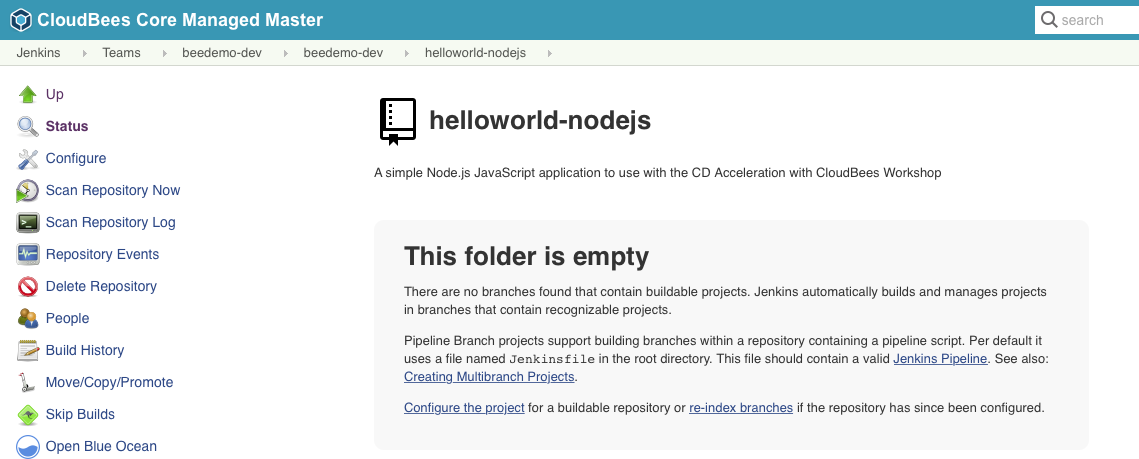 CloudBees Core Managed Master
search
Jenkins
Teams
beedemo-dev
beedemo-dev
helloworld-nodejs
Up
Status
Configure
Scan Repository Now
Scan Repository Log
Repository Events
Delete Repository
People
Build History
Move/Copy/Promote
Skip Builds
Open Blue Ocean
helloworld-nodejs
A simple Node.js JavaScript application to use with the CD Acceleration with CloudBees Workshop
This folder is empty
There are no branches found that contain buildable projects. Jenkins automatically builds and manages projects
in branches that contain recognizable projects.
Pipeline Branch projects support building branches within a repository containing a pipeline script. Per default it
uses a file named Jenkinsfile in the root directory. This file should contain a valid Jenkins Pipeline. See also:
Creating Multibranch Projects.
Configure the project for a buildable repository or re-index branches if the repository has since been configured.